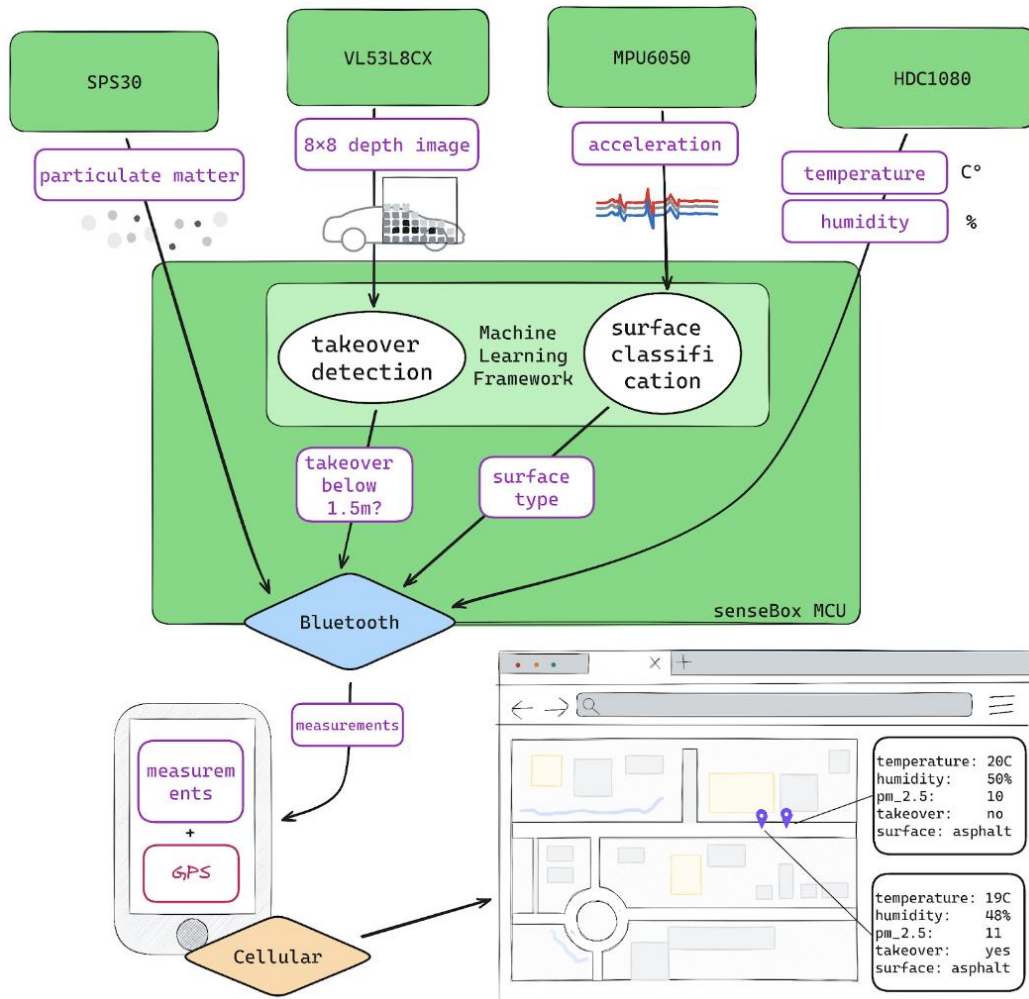 SPS30
VL53L8CX
MPU6050
HDC1080
particulate matter
8×8 depth image
acceleration
temperature
C°
humidity
%
takeover
detection
Machine
Learning
Framework
surface
classifi
cation
takeover
below
1.5m?
surface
type
Bluetooth
senseBox MCU
measurements
measurem
ents
+
GPS
Cellular
temperature: 20C
humidity: 50%
pm_2.5: 10
takeover: no
surface: asphalt
temperature: 19C
humidity: 48%
pm_2.5: 11
takeover: yes
surface: asphalt